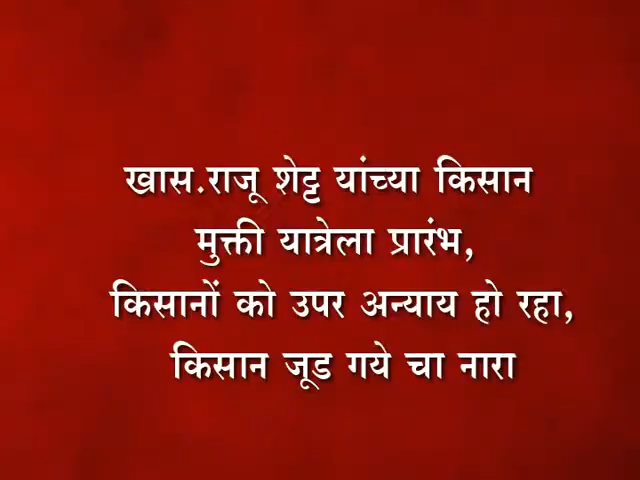 खास.राजू शेट्ट यांच्या किसान
मुक्ती यात्रेला प्रारंभ,
किसानों को उपर अन्याय हो रहा,
किसान जूड गये चा नारा